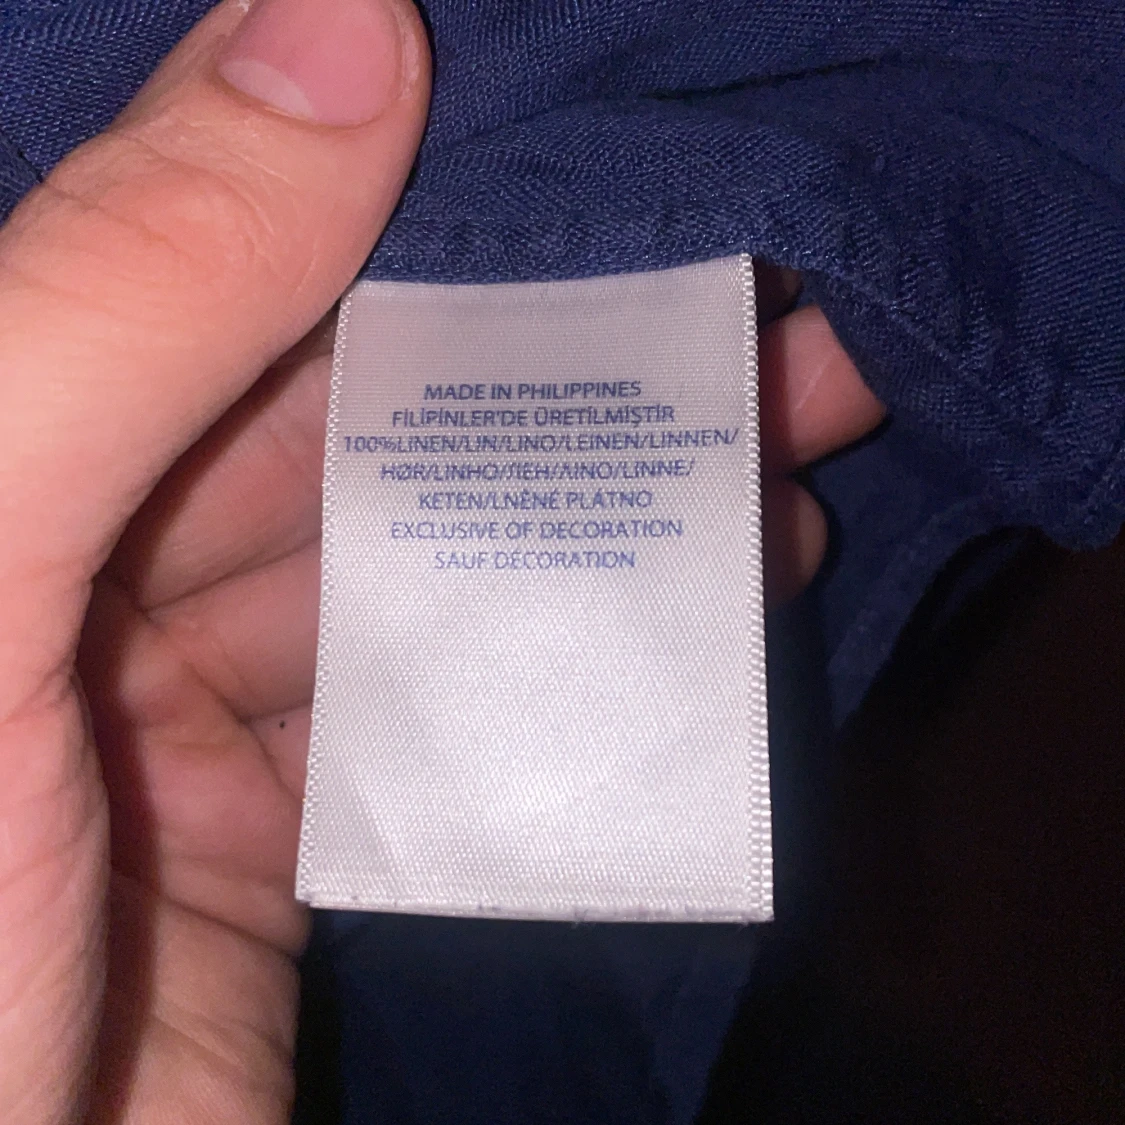 MADE IN PHILIPPINES
FİLİPİNLER'DE ÜRETİLMİŞTİR
100%LINEN/LIN/LINO/LEINEN/LINNEN/
HØR/LINHO/ЛЕН/ΛΙΝΟ/LINNE/
KETEN/LNĚNÉ PLÁTNO
EXCLUSIVE OF DECORATION
SAUF DÉCORATION